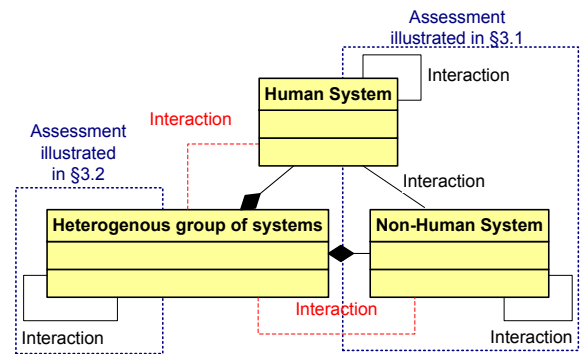 Assessment
illustrated in §3.1
Human System
Interaction
Interaction
Assessment
illustrated
in §3.2
Interaction
Heterogenous group of systems
Non-Human System
Interaction
Interaction
Interaction